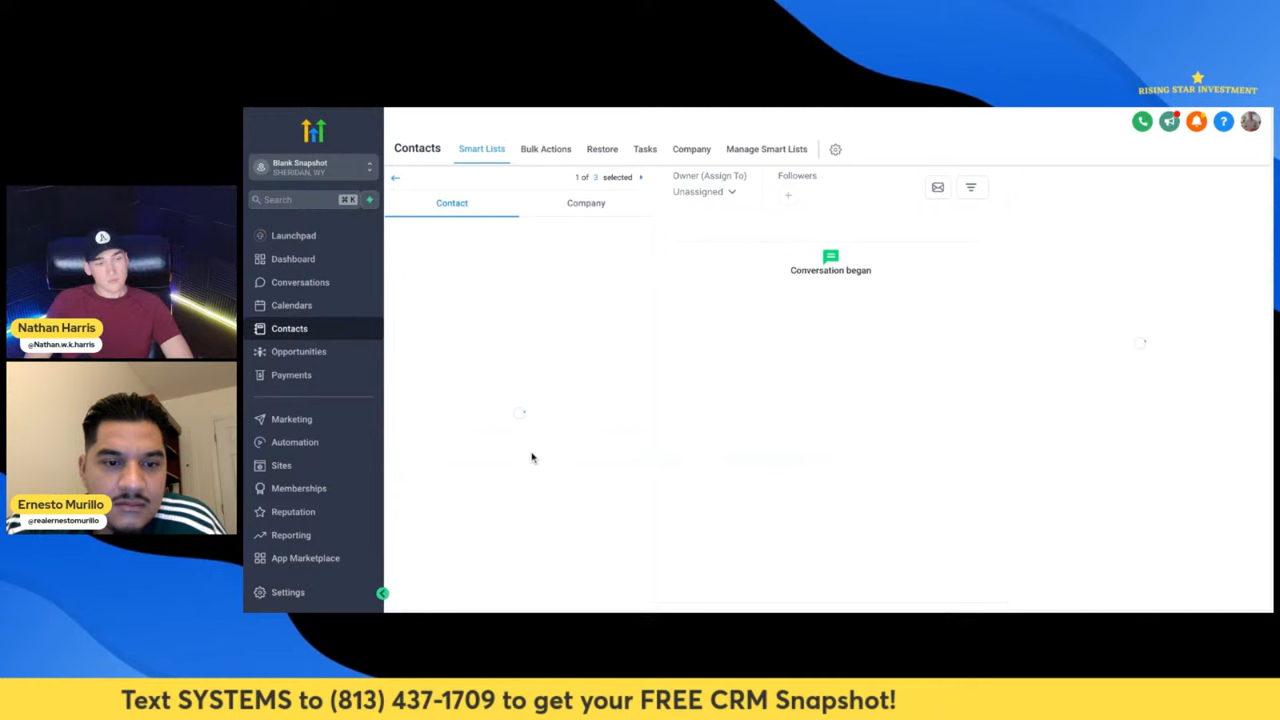 RISING STAR INVESTMENT
Blank Snapshot
SHERIDAN, WY
Search
⌘ K
Launchpad
Dashboard
Conversations
Calendars
Contacts
Opportunities
Payments
Marketing
Automation
Sites
Memberships
Reputation
Reporting
App Marketplace
Settings
Contacts
Smart Lists
Bulk Actions
Restore
Tasks
Company
Manage Smart Lists
1 of 3 selected
Contact
Company
Owner (Assign To)
Unassigned
Followers
Conversation began
Nathan Harris
@Nathan.w.k.harris
Ernesto Murillo
@realernestomurillo
Text SYSTEMS to (813) 437-1709 to get your FREE CRM Snapshot!